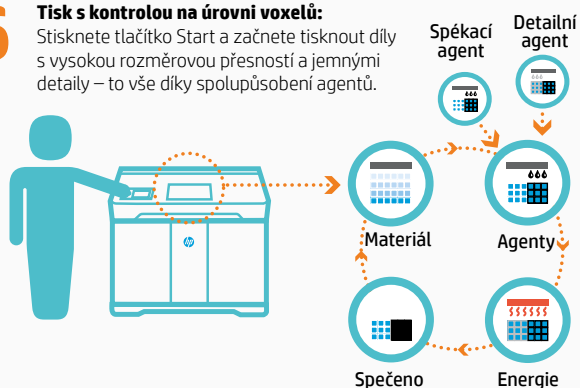 Tisk s kontrolou na úrovni voxelů:
Stisknete tlačítko Start a začnete tisknout díly
s vysokou rozměrovou přesností a jemnými
detaily – to vše díky spolupůsobení agentů.
Spékací
agent
Detailní
agent
hp
Materiál
Agenty
Spečeno
Energie